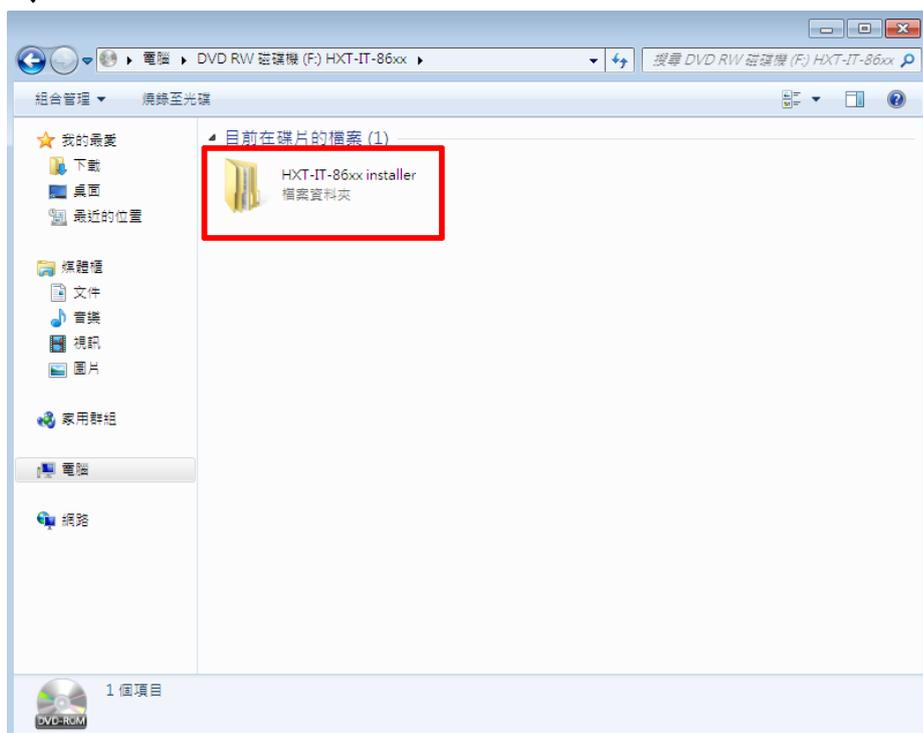 電腦 DVD RW 磁碟機 (F:) HXT-IT-86xx
搜尋 DVD RW 磁碟機 (F:) HXT-IT-86xx
組合管理 燒錄至光碟
我的最愛
下載
桌面
最近的位置
媒體櫃
文件
音樂
視訊
圖片
家用群組
電腦
網路
目前在碟片的檔案 (1)
HXT-IT-86xx installer
檔案資料夾
1 個項目
DVD-ROM